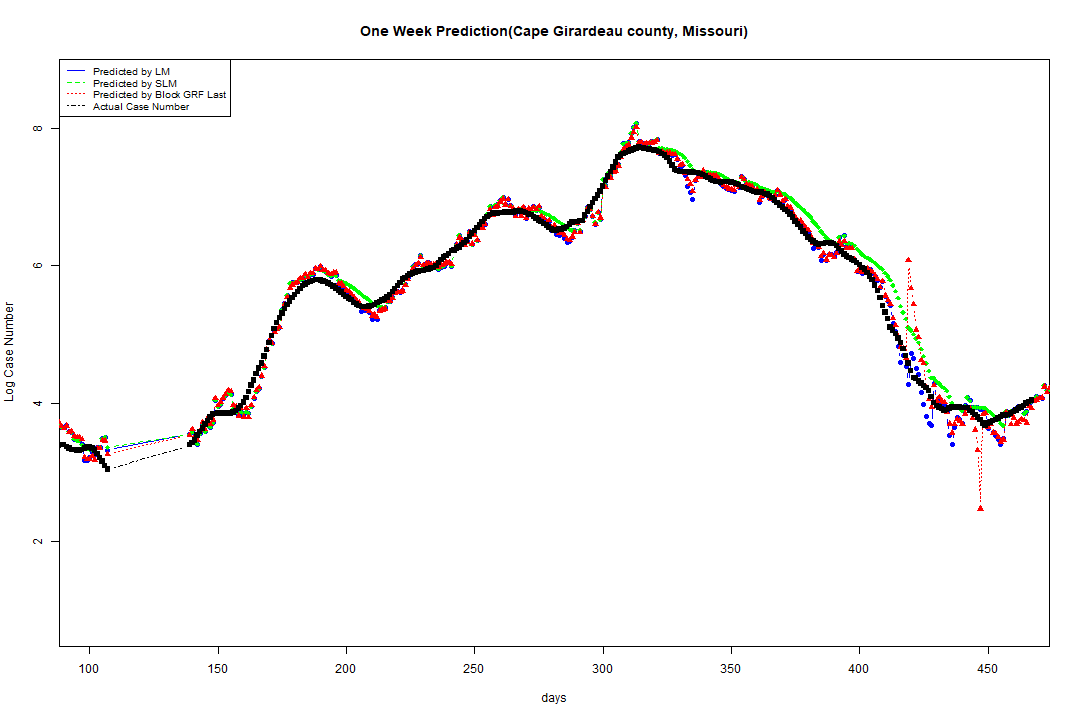 One Week Prediction(Cape Girardeau county, Missouri)
Predicted by LM
Predicted by SLM
Predicted by Block GRF Last
Actual Case Number
Log Case Number
8
6
4
2
100 150 200 250 300 350 400 450
days